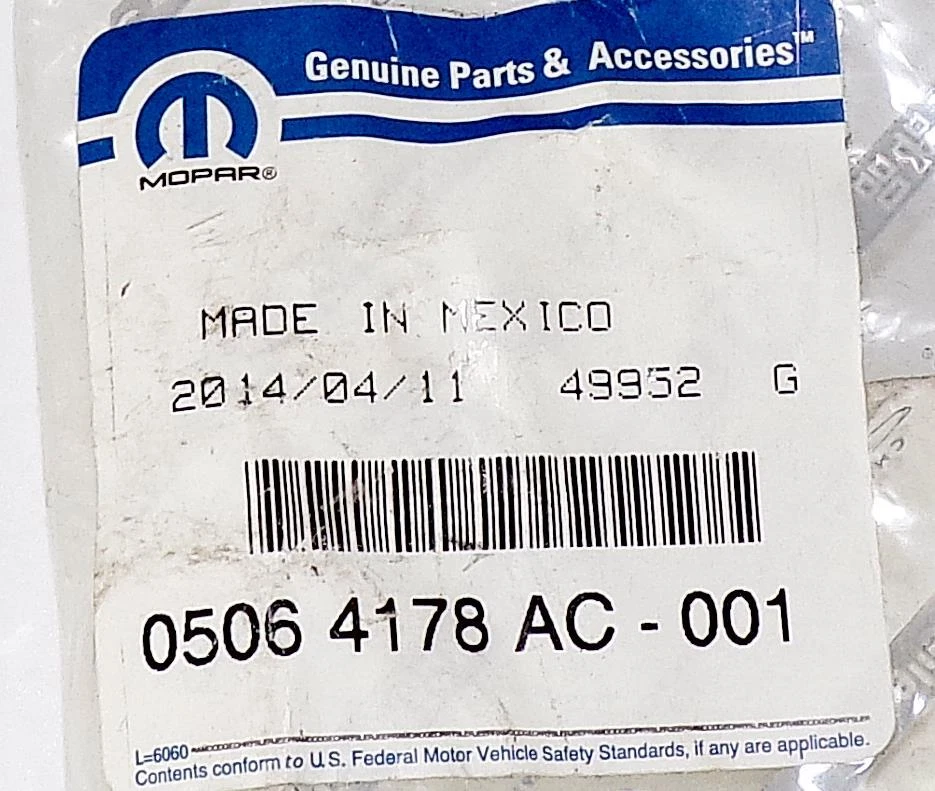 Genuine Parts & Accessories™
MOPAR®
MADE IN MEXICO
2014/04/11 49952 G
0506 4178 AC - 001
L=6060
Contents conform to U.S. Federal Motor Vehicle Safety Standards, if any are applicable.